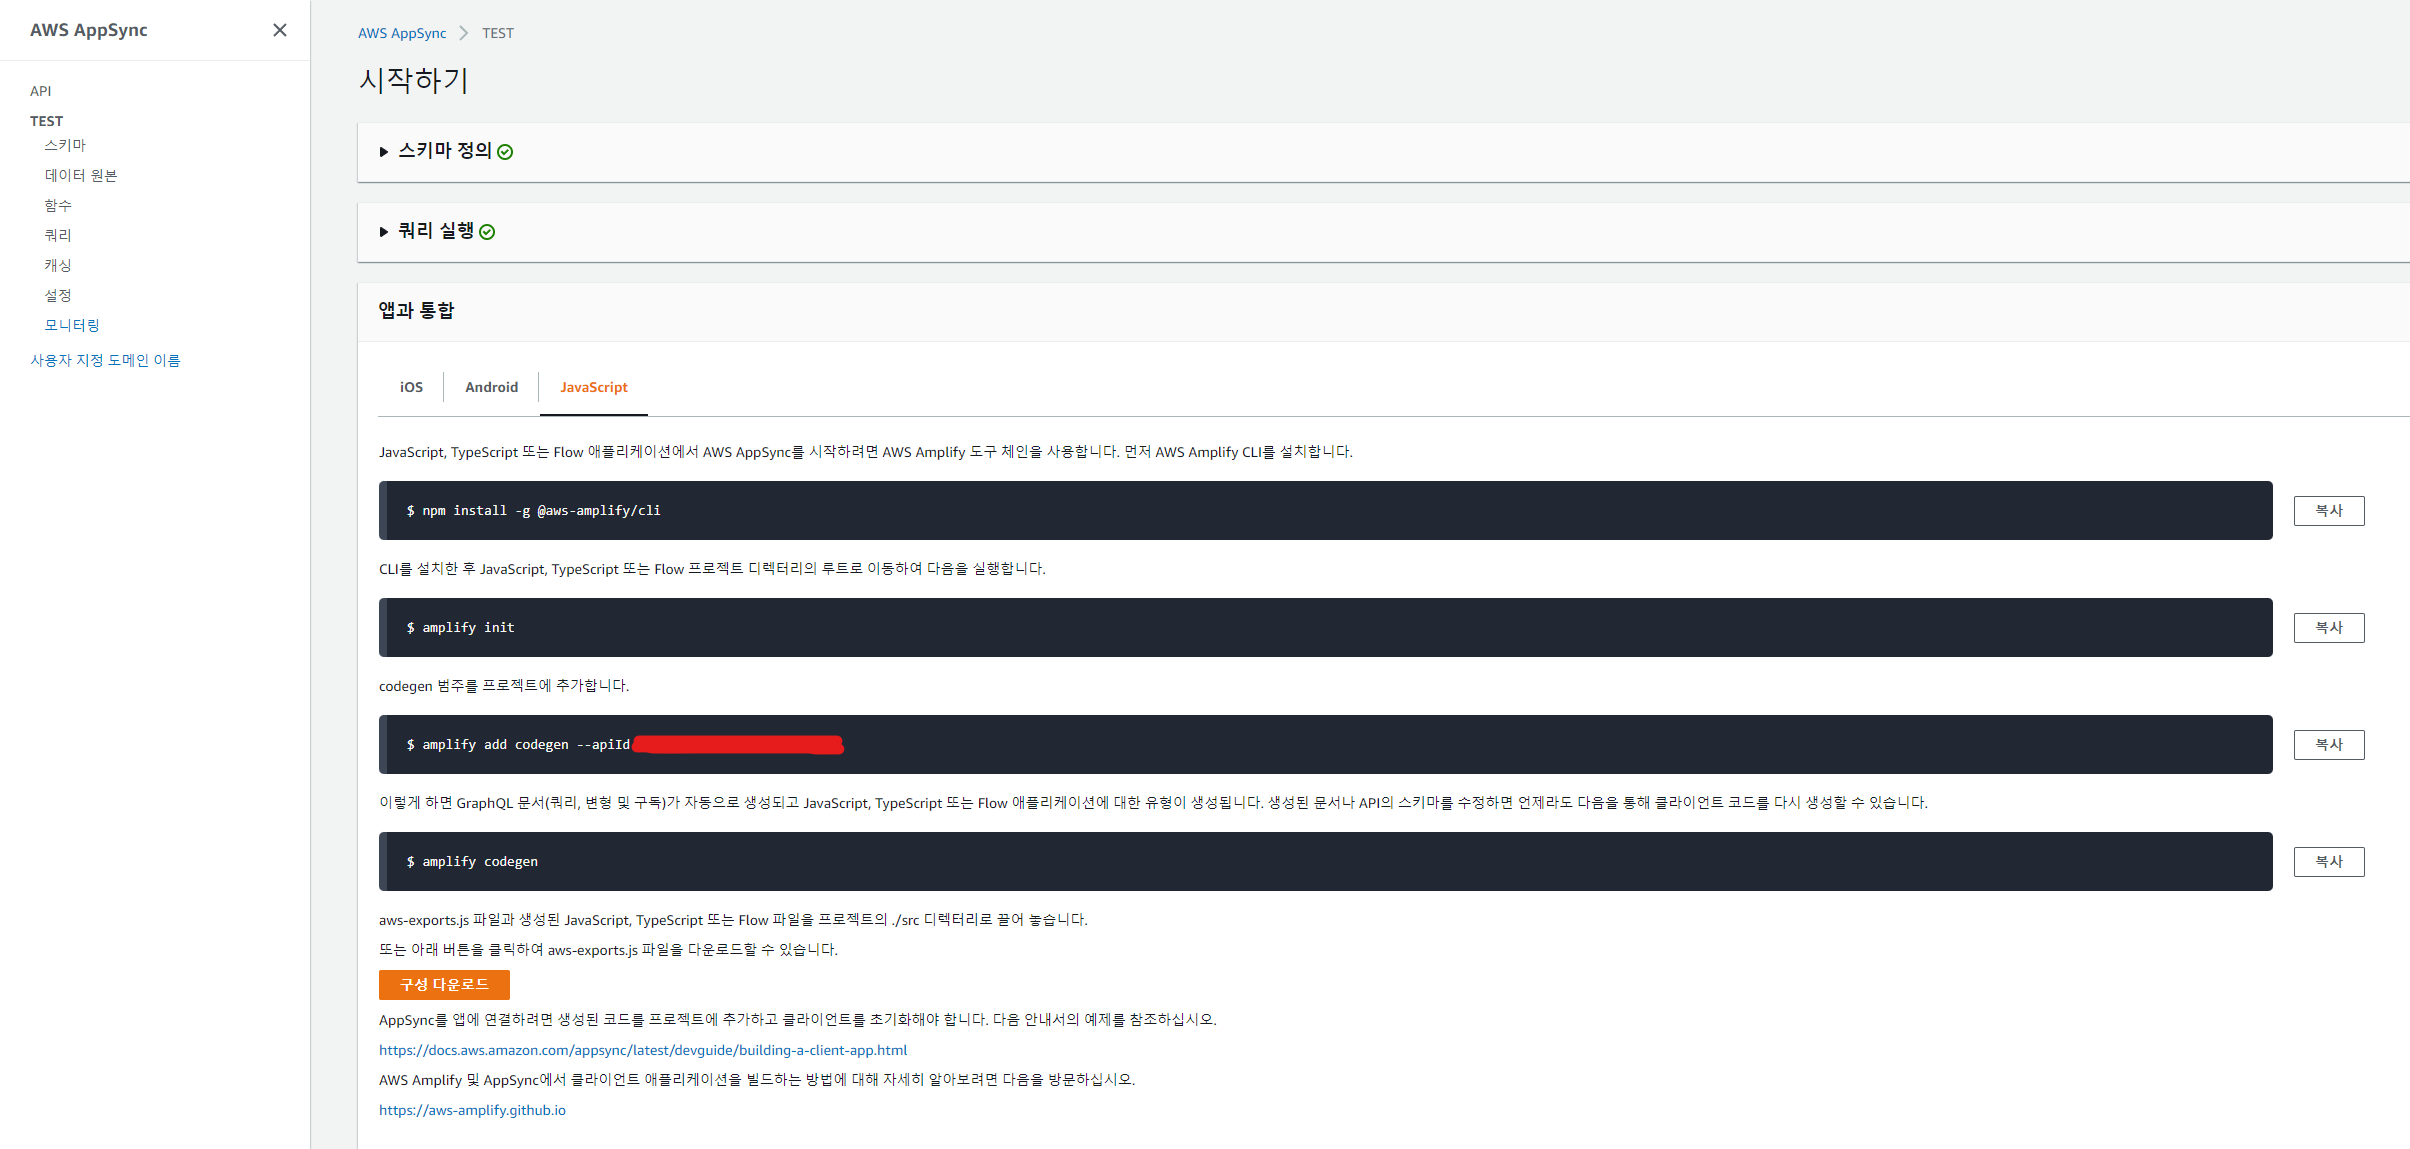 AWS AppSync
API
TEST
스키마
데이터 원본
함수
쿼리
캐싱
설정
모니터링
사용자 지정 도메인 이름
AWS AppSync
TEST
시작하기
스키마 정의
쿼리 실행
앱과 통합
iOS
Android
JavaScript
JavaScript, TypeScript 또는 Flow 애플리케이션에서 AWS AppSync를 시작하려면 AWS Amplify 도구 체인을 사용합니다. 먼저 AWS Amplify CLI를 설치합니다.
$ npm install -g @aws-amplify/cli
복사
CLI를 설치한 후 JavaScript, TypeScript 또는 Flow 프로젝트 디렉터리의 루트로 이동하여 다음을 실행합니다.
$ amplify init
복사
codegen 범주를 프로젝트에 추가합니다.
$ amplify add codegen --apiId
복사
이렇게 하면 GraphQL 문서(쿼리, 변형 및 구독)가 자동으로 생성되고 JavaScript, TypeScript 또는 Flow 애플리케이션에 대한 유형이 생성됩니다. 생성된 문서나 API의 스키마를 수정하면 언제라도 다음을 통해 클라이언트 코드를 다시 생성할 수 있습니다.
$ amplify codegen
복사
aws-exports.js 파일과 생성된 JavaScript, TypeScript 또는 Flow 파일을 프로젝트의 ./src 디렉터리로 끌어 놓습니다.
또는 아래 버튼을 클릭하여 aws-exports.js 파일을 다운로드할 수 있습니다.
구성 다운로드
AppSync를 앱에 연결하려면 생성된 코드를 프로젝트에 추가하고 클라이언트를 초기화해야 합니다. 다음 안내서의 예제를 참조하십시오.
https://docs.aws.amazon.com/appsync/latest/devguide/building-a-client-app.html
AWS Amplify 및 AppSync에서 클라이언트 애플리케이션을 빌드하는 방법에 대해 자세히 알아보려면 다음을 방문하십시오.
https://aws-amplify.github.io